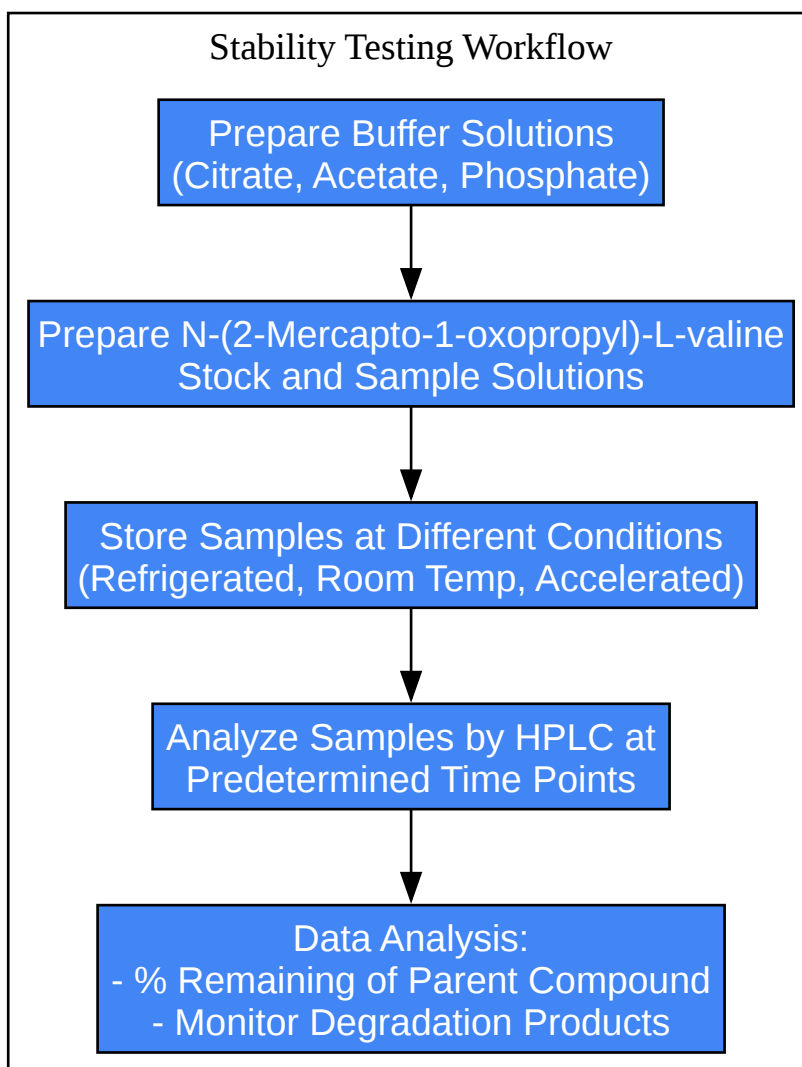 Stability Testing Workflow
Prepare Buffer Solutions
(Citrate, Acetate, Phosphate)
Prepare N-(2-Mercapto-1-oxopropyl)-L-valine
Stock and Sample Solutions
Store Samples at Different Conditions
(Refrigerated, Room Temp, Accelerated)
Analyze Samples by HPLC at
Predetermined Time Points
Data Analysis:
- % Remaining of Parent Compound
- Monitor Degradation Products